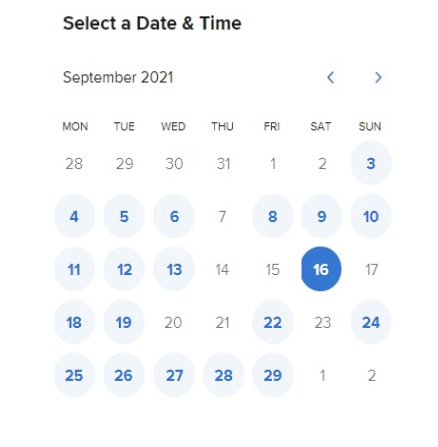 Select a Date & Time
September 2021
MON TUE WED THU FRI SAT SUN
28 29 30 31 1 2 3
4 5 6 7 8 9 10
11 12 13 14 15 16 17
18 19 20 21 22 23 24
25 26 27 28 29 1 2